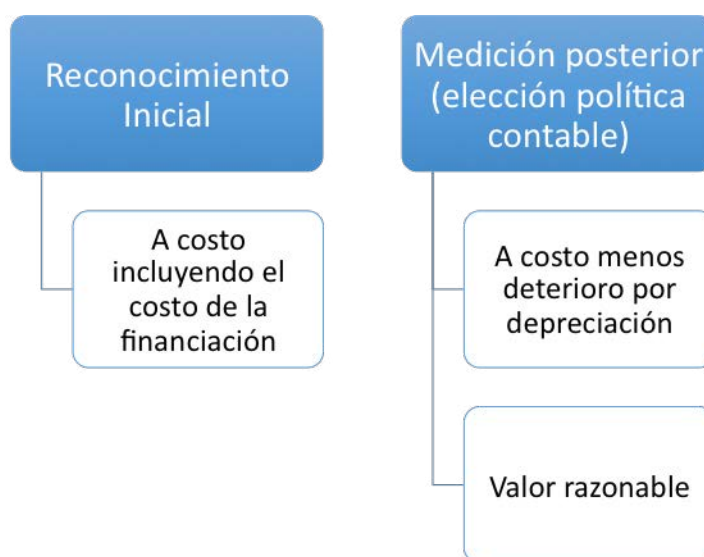 Reconocimiento
Inicial
A costo
incluyendo el
costo de la
financiación
Medición posterior
(elección política
contable)
A costo menos
deterioro por
depreciación
Valor razonable